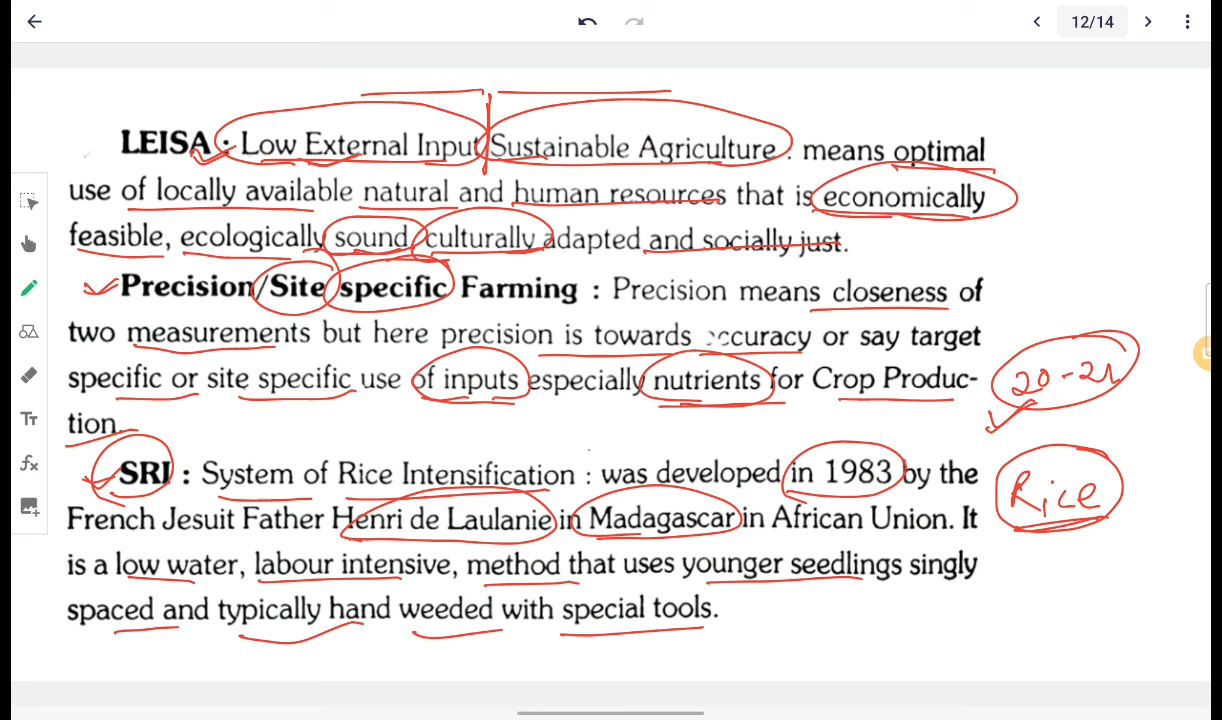 12/14
LEISA : Low External Input Sustainable Agriculture : means optimal
use of locally available natural and human resources that is economically
feasible, ecologically sound culturally adapted and socially just.
Precision/Site specific Farming : Precision means closeness of
two measurements but here precision is towards accuracy or say target
specific or site specific use of inputs especially nutrients for Crop Produc-
tion.
20-21
SRI : System of Rice Intensification : was developed in 1983 by the
French Jesuit Father Henri de Laulanie in Madagascar in African Union. It
is a low water, labour intensive, method that uses younger seedlings singly
spaced and typically hand weeded with special tools.
Rice
Tт
fx